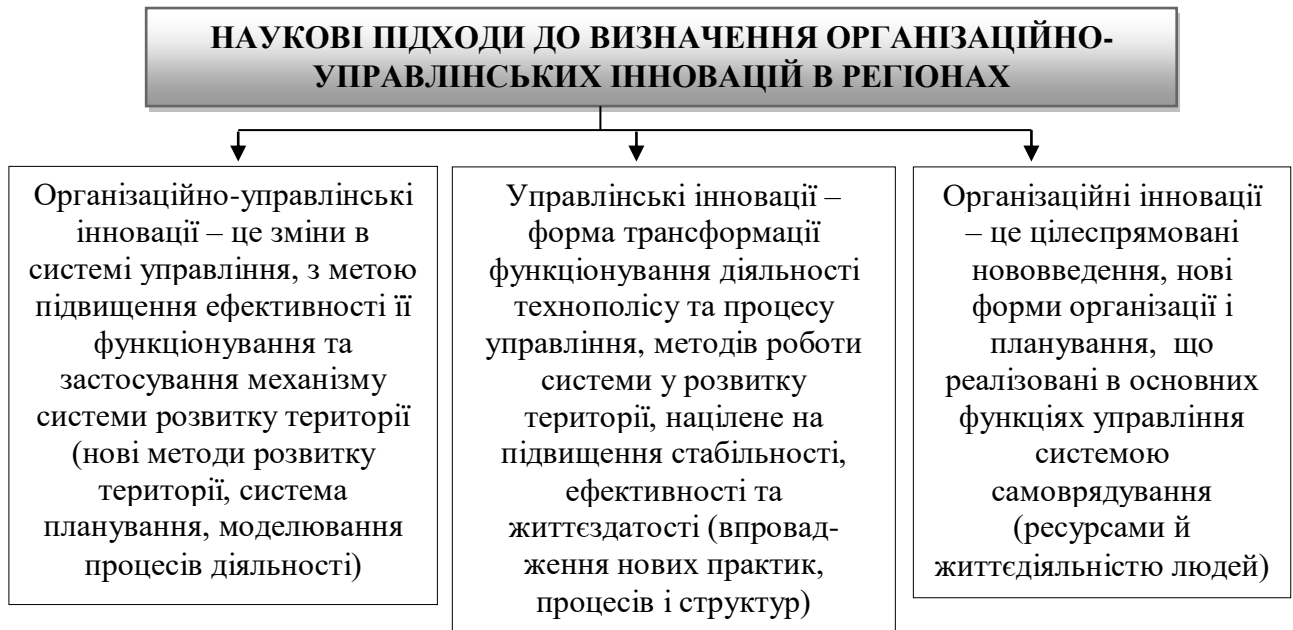 НАУКОВІ ПІДХОДИ ДО ВИЗНАЧЕННЯ ОРГАНІЗАЦІЙНО-
УПРАВЛІНСЬКИХ ІННОВАЦІЙ В РЕГІОНАХ
Організаційно-управлінські
інновації – це зміни в
системі управління, з метою
підвищення ефективності її
функціонування та
застосування механізму
системи розвитку території
(нові методи розвитку
території, система
планування, моделювання
процесів діяльності)
Управлінські інновації –
форма трансформації
функціонування діяльності
технополісу та процесу
управління, методів роботи
системи у розвитку
території, націлене на
підвищення стабільності,
ефективності та
життєздатості (впровад-
ження нових практик,
процесів і структур)
Організаційні інновації
– це цілеспрямовані
нововведення, нові
форми організації і
планування, що
реалізовані в основних
функціях управління
системою
самоврядування
(ресурсами й
життєдіяльністю людей)